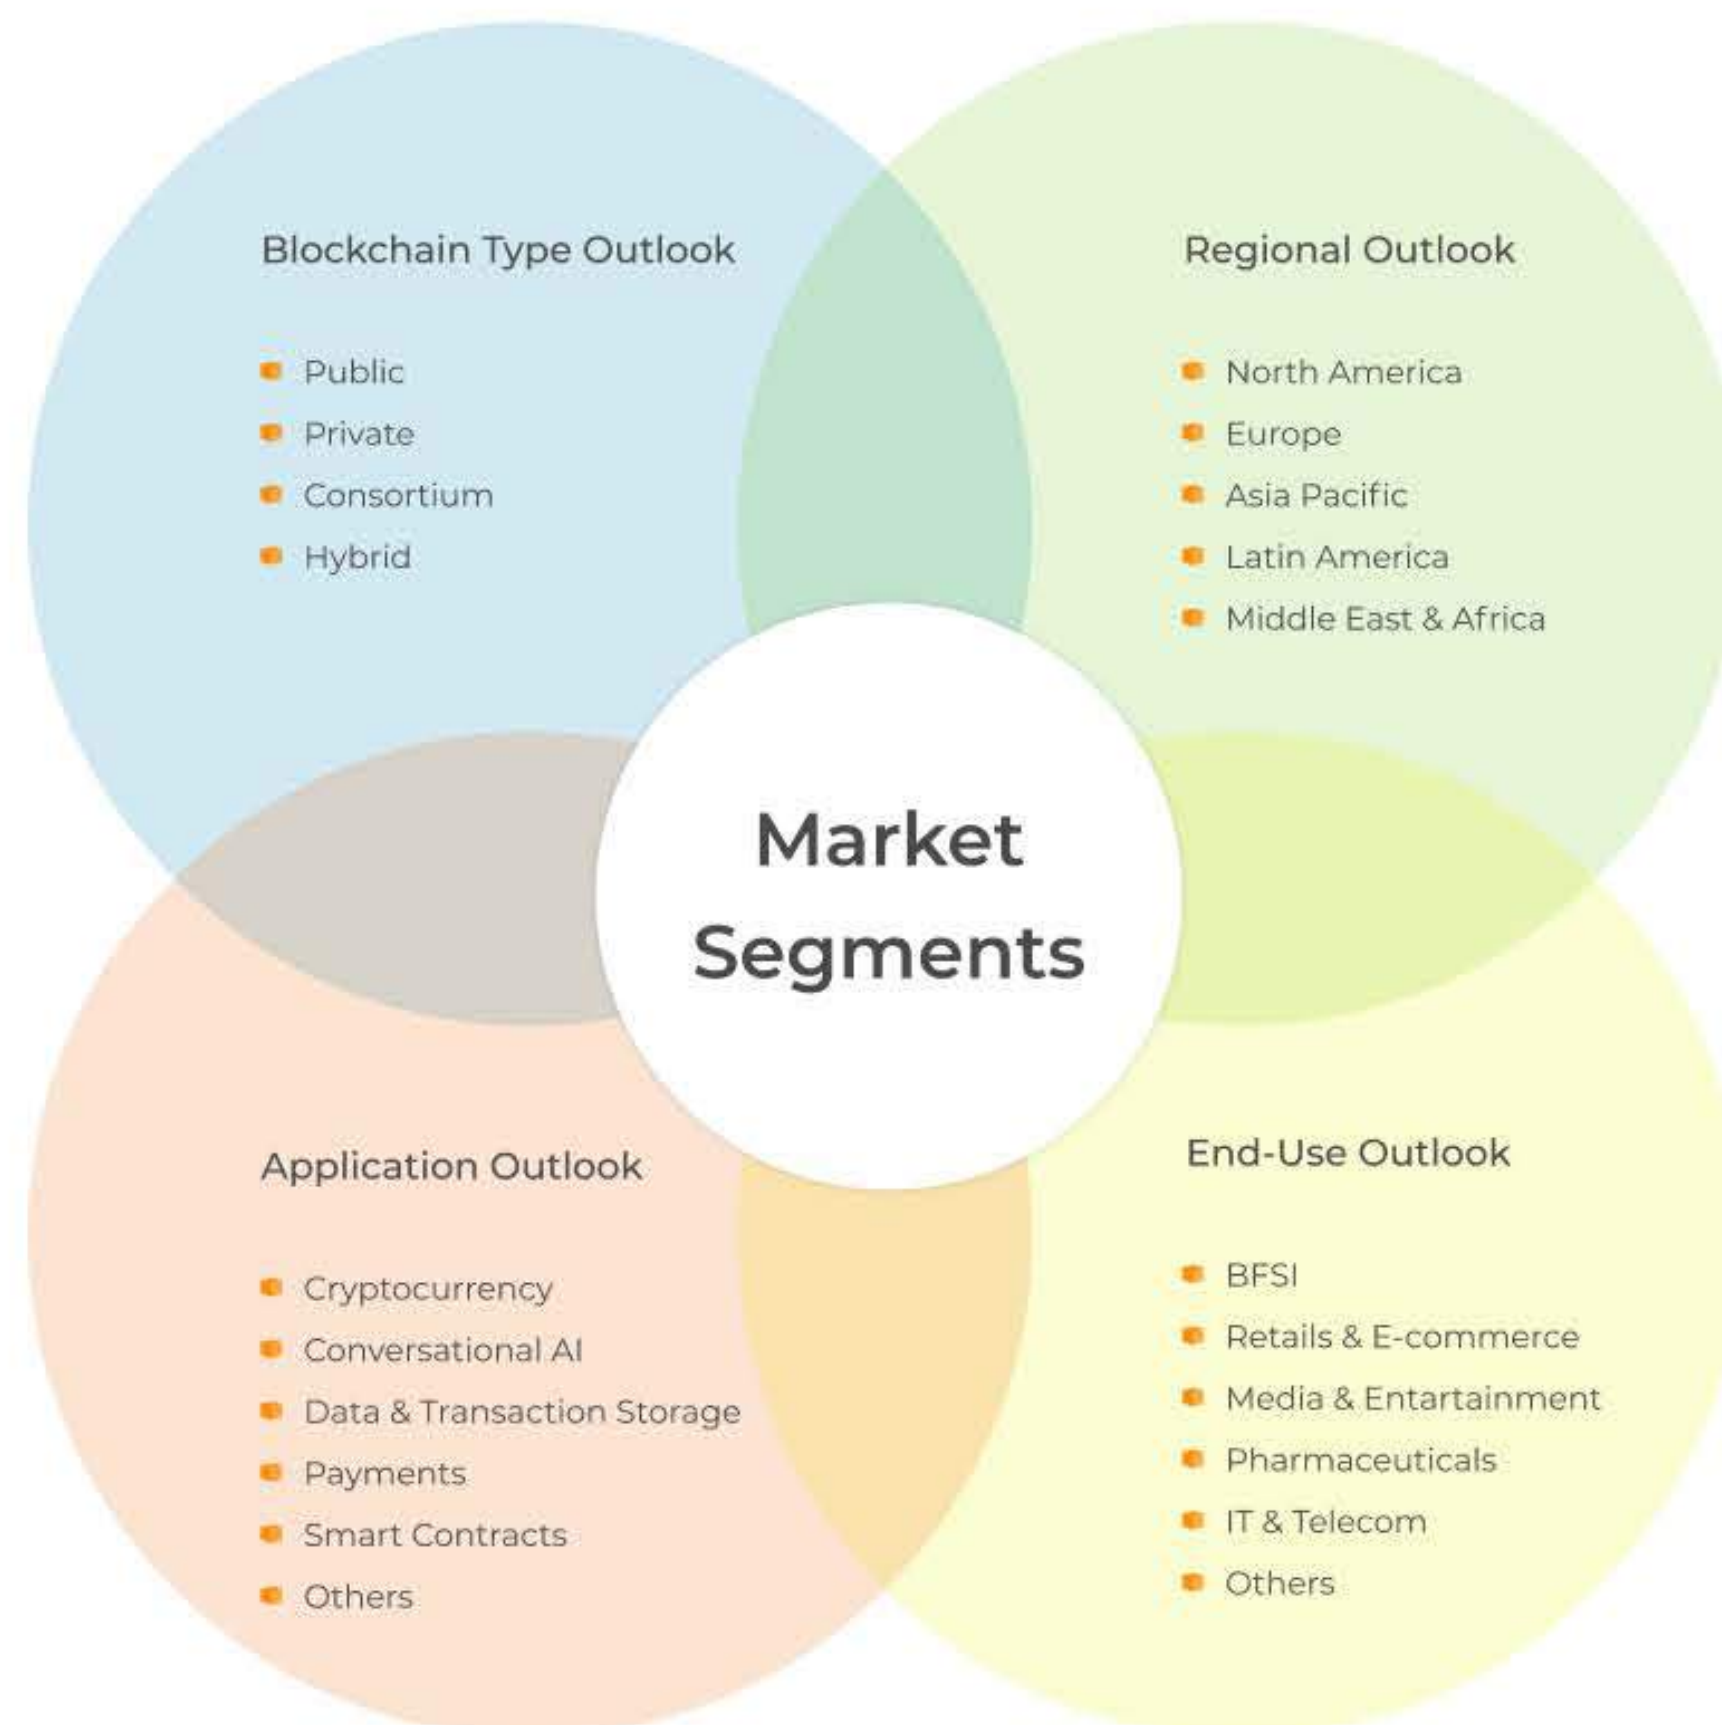 Blockchain Type Outlook
Public
Private
Consortium
Hybrid
Regional Outlook
North America
Europe
Asia Pacific
Latin America
Middle East & Africa
Market
Segments
Application Outlook
Cryptocurrency
Conversational AI
Data & Transaction Storage
Payments
Smart Contracts
Others
End-Use Outlook
BFSI
Retails & E-commerce
Media & Entartainment
Pharmaceuticals
IT & Telecom
Others